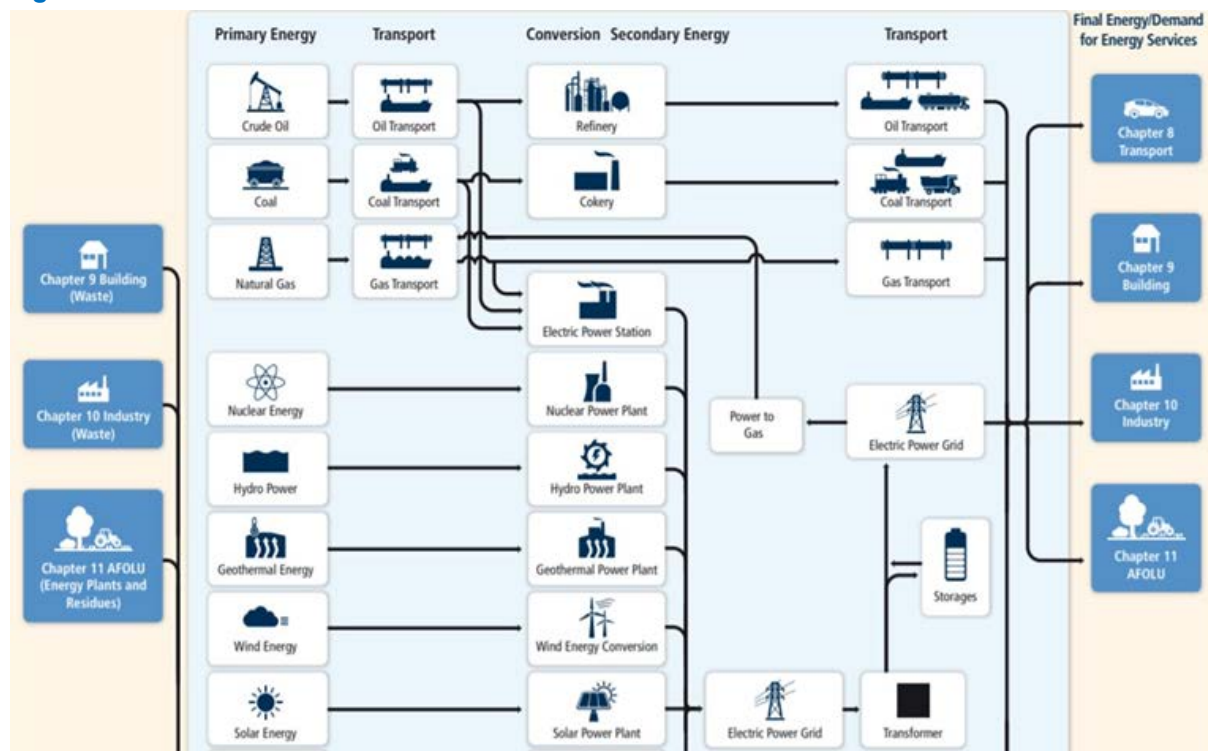 Primary Energy
Transport
Conversion Secondary Energy
Transport
Final Energy/Demand
for Energy Services
Crude Oil
Oil Transport
Refinery
Oil Transport
Chapter 8
Transport
Coal
Coal Transport
Cokery
Coal Transport
Chapter 9 Building
(Waste)
Natural Gas
Gas Transport
Gas Transport
Chapter 9
Building
Electric Power Station
Chapter 10 Industry
(Waste)
Nuclear Energy
Nuclear Power Plant
Power to
Gas
Electric Power Grid
Chapter 10
Industry
Hydro Power
Hydro Power Plant
Chapter 11 AFOLU
(Energy Plants and
Residues)
Geothermal Energy
Geothermal Power Plant
Storages
Chapter 11
AFOLU
Wind Energy
Wind Energy Conversion
Solar Energy
Solar Power Plant
Electric Power Grid
Transformer